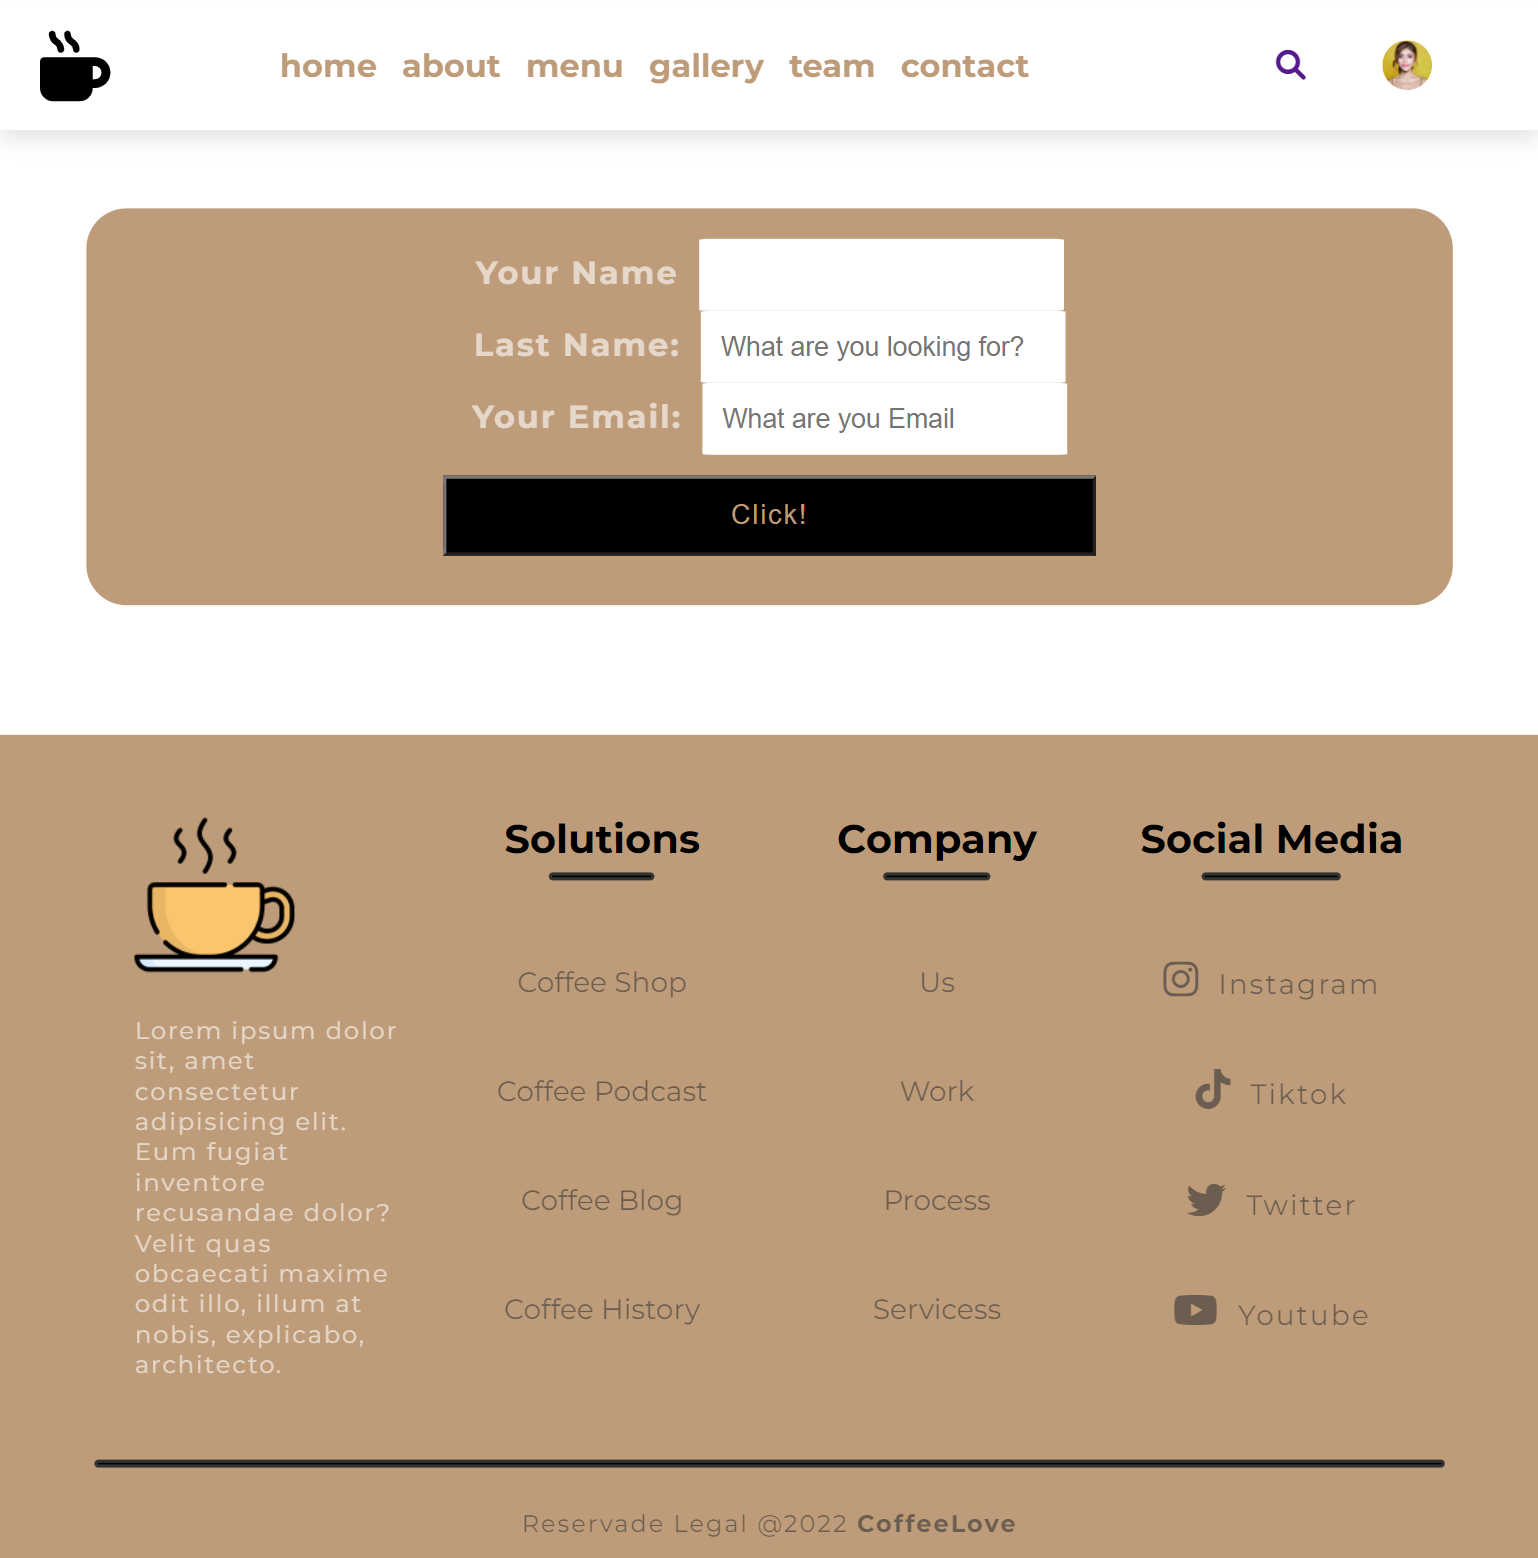 home about menu gallery team contact
Your Name
Last Name: What are you looking for?
Your Email: What are you Email
Click!
Lorem ipsum dolor
sit, amet
consectetur
adipisicing elit.
Eum fugiat
inventore
recusandae dolor?
Velit quas
obcaecati maxime
odit illo, illum at
nobis, explicabo,
architecto.
Solutions
Coffee Shop
Coffee Podcast
Coffee Blog
Coffee History
Company
Us
Work
Process
Servicess
Social Media
Instagram
Tiktok
Twitter
Youtube
Reservade Legal @2022 CoffeeLove